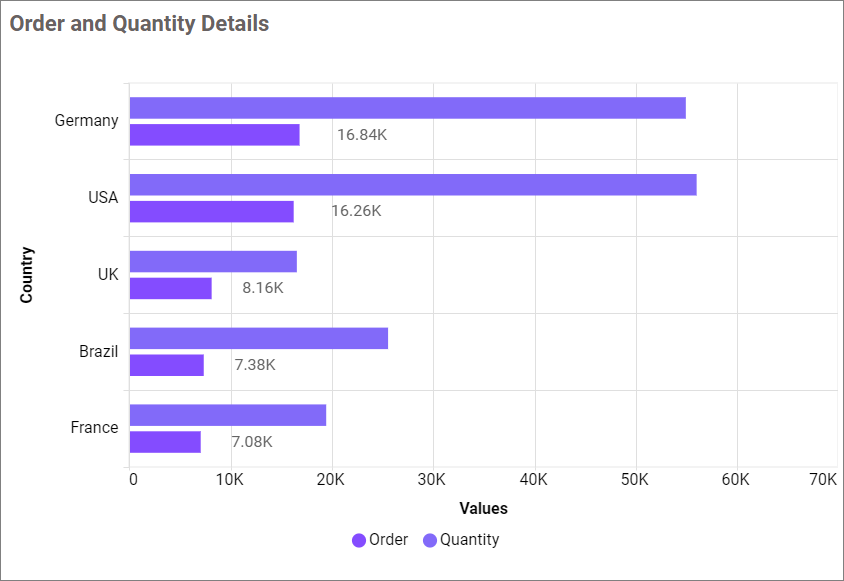 Order and Quantity Details
Germany
16.84K
USA
16.26K
UK
8.16K
Brazil
7.38K
France
7.08K
Country
0 10K 20K 30K 40K 50K 60K 70K
Values
Order Quantity